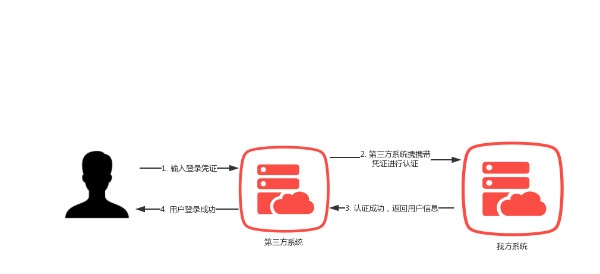 1. 输入登录凭证
2. 第三方系统携携带
凭证进行认证
4. 用户登录成功
3. 认证成功，返回用户信息
第三方系统
我方系统